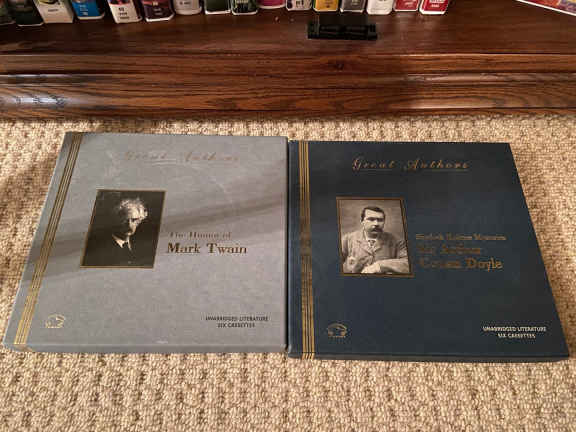 Great Authors
The Humor of
Mark Twain
UNABRIDGED LITERATURE
SIX CASSETTES
Great Authors
Sherlock Holmes Mysteries
Sir Arthur
Conan Doyle
UNABRIDGED LITERATURE
SIX CASSETTES